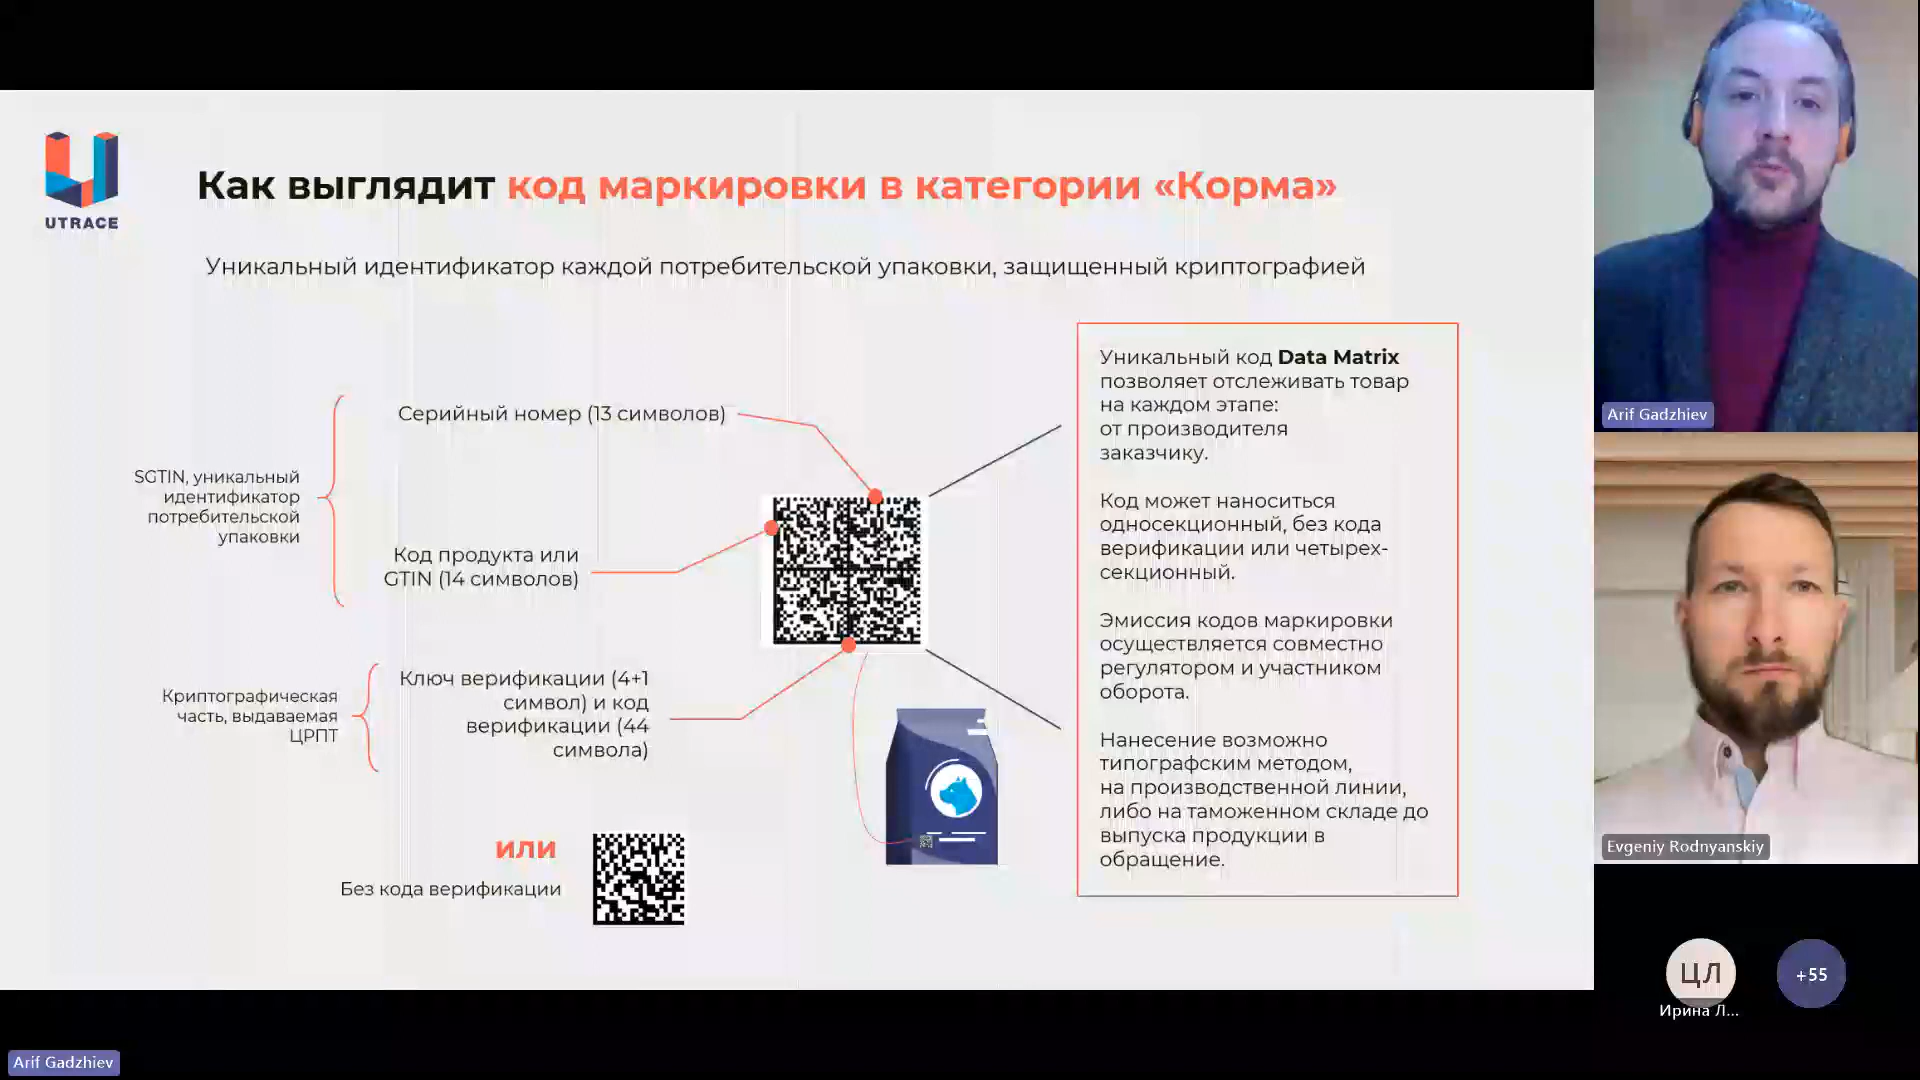 UTRACE
Как выглядит код маркировки в категории «Корма»
Уникальный идентификатор каждой потребительской упаковки, защищенный криптографией
Серийный номер (13 символов)
SGTIN, уникальный
идентификатор
потребительской
упаковки
Код продукта или
GTIN (14 символов)
Криптографическая
часть, выдаваемая
ЦРПТ
Ключ верификации (4+1
символ) и код
верификации (44
символа)
или
Без кода верификации
Уникальный код Data Matrix
позволяет отслеживать товар
на каждом этапе:
от производителя
заказчику.
Код может наноситься
односекционный, без кода
верификации или четырех-
секционный.
Эмиссия кодов маркировки
осуществляется совместно
регулятором и участником
оборота.
Нанесение возможно
типографским методом,
на производственной линии,
либо на таможенном складе до
выпуска продукции в
обращение.
Arif Gadzhiev
Evgeniy Rodnyanskiy
ЦЛ
+55
Ирина Л...
Arif Gadzhiev